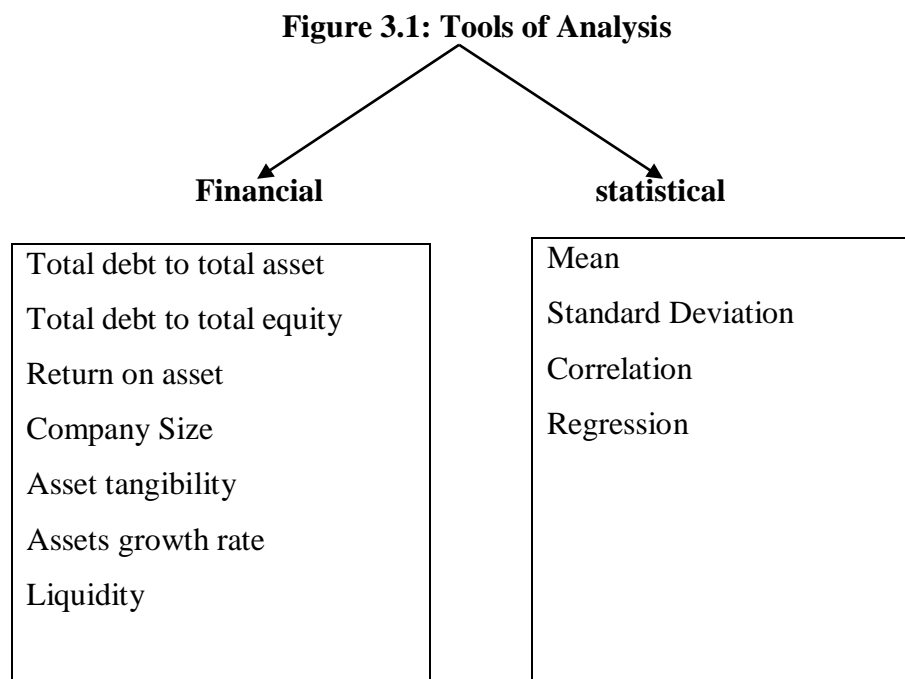 Figure 3.1: Tools of Analysis
Financial
statistical
Total debt to total asset
Total debt to total equity
Return on asset
Company Size
Asset tangibility
Assets growth rate
Liquidity
Mean
Standard Deviation
Correlation
Regression